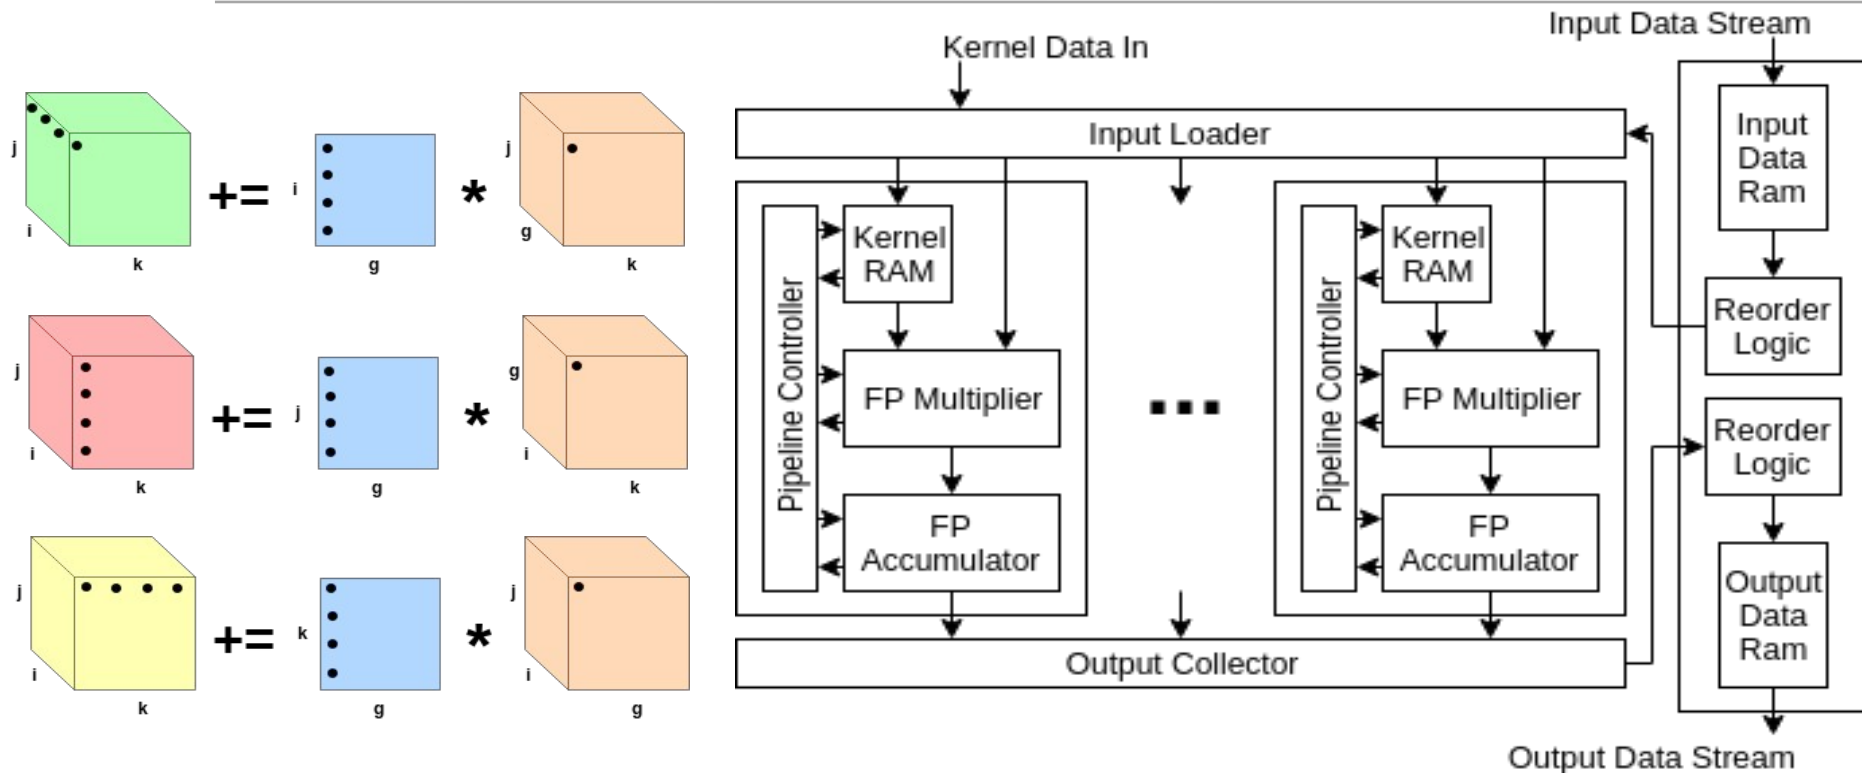 j
i
k
+=
i
g
*
j
g
k
j
i
k
+=
j
g
*
g
i
k
j
i
k
+=
k
g
*
j
i
g
Kernel Data In
Input Loader
Pipeline Controller
Kernel
RAM
FP Multiplier
FP
Accumulator
...
Pipeline Controller
Kernel
RAM
FP Multiplier
FP
Accumulator
Output Collector
Input Data Stream
Input
Data
Ram
Reorder
Logic
Reorder
Logic
Output
Data
Ram
Output Data Stream